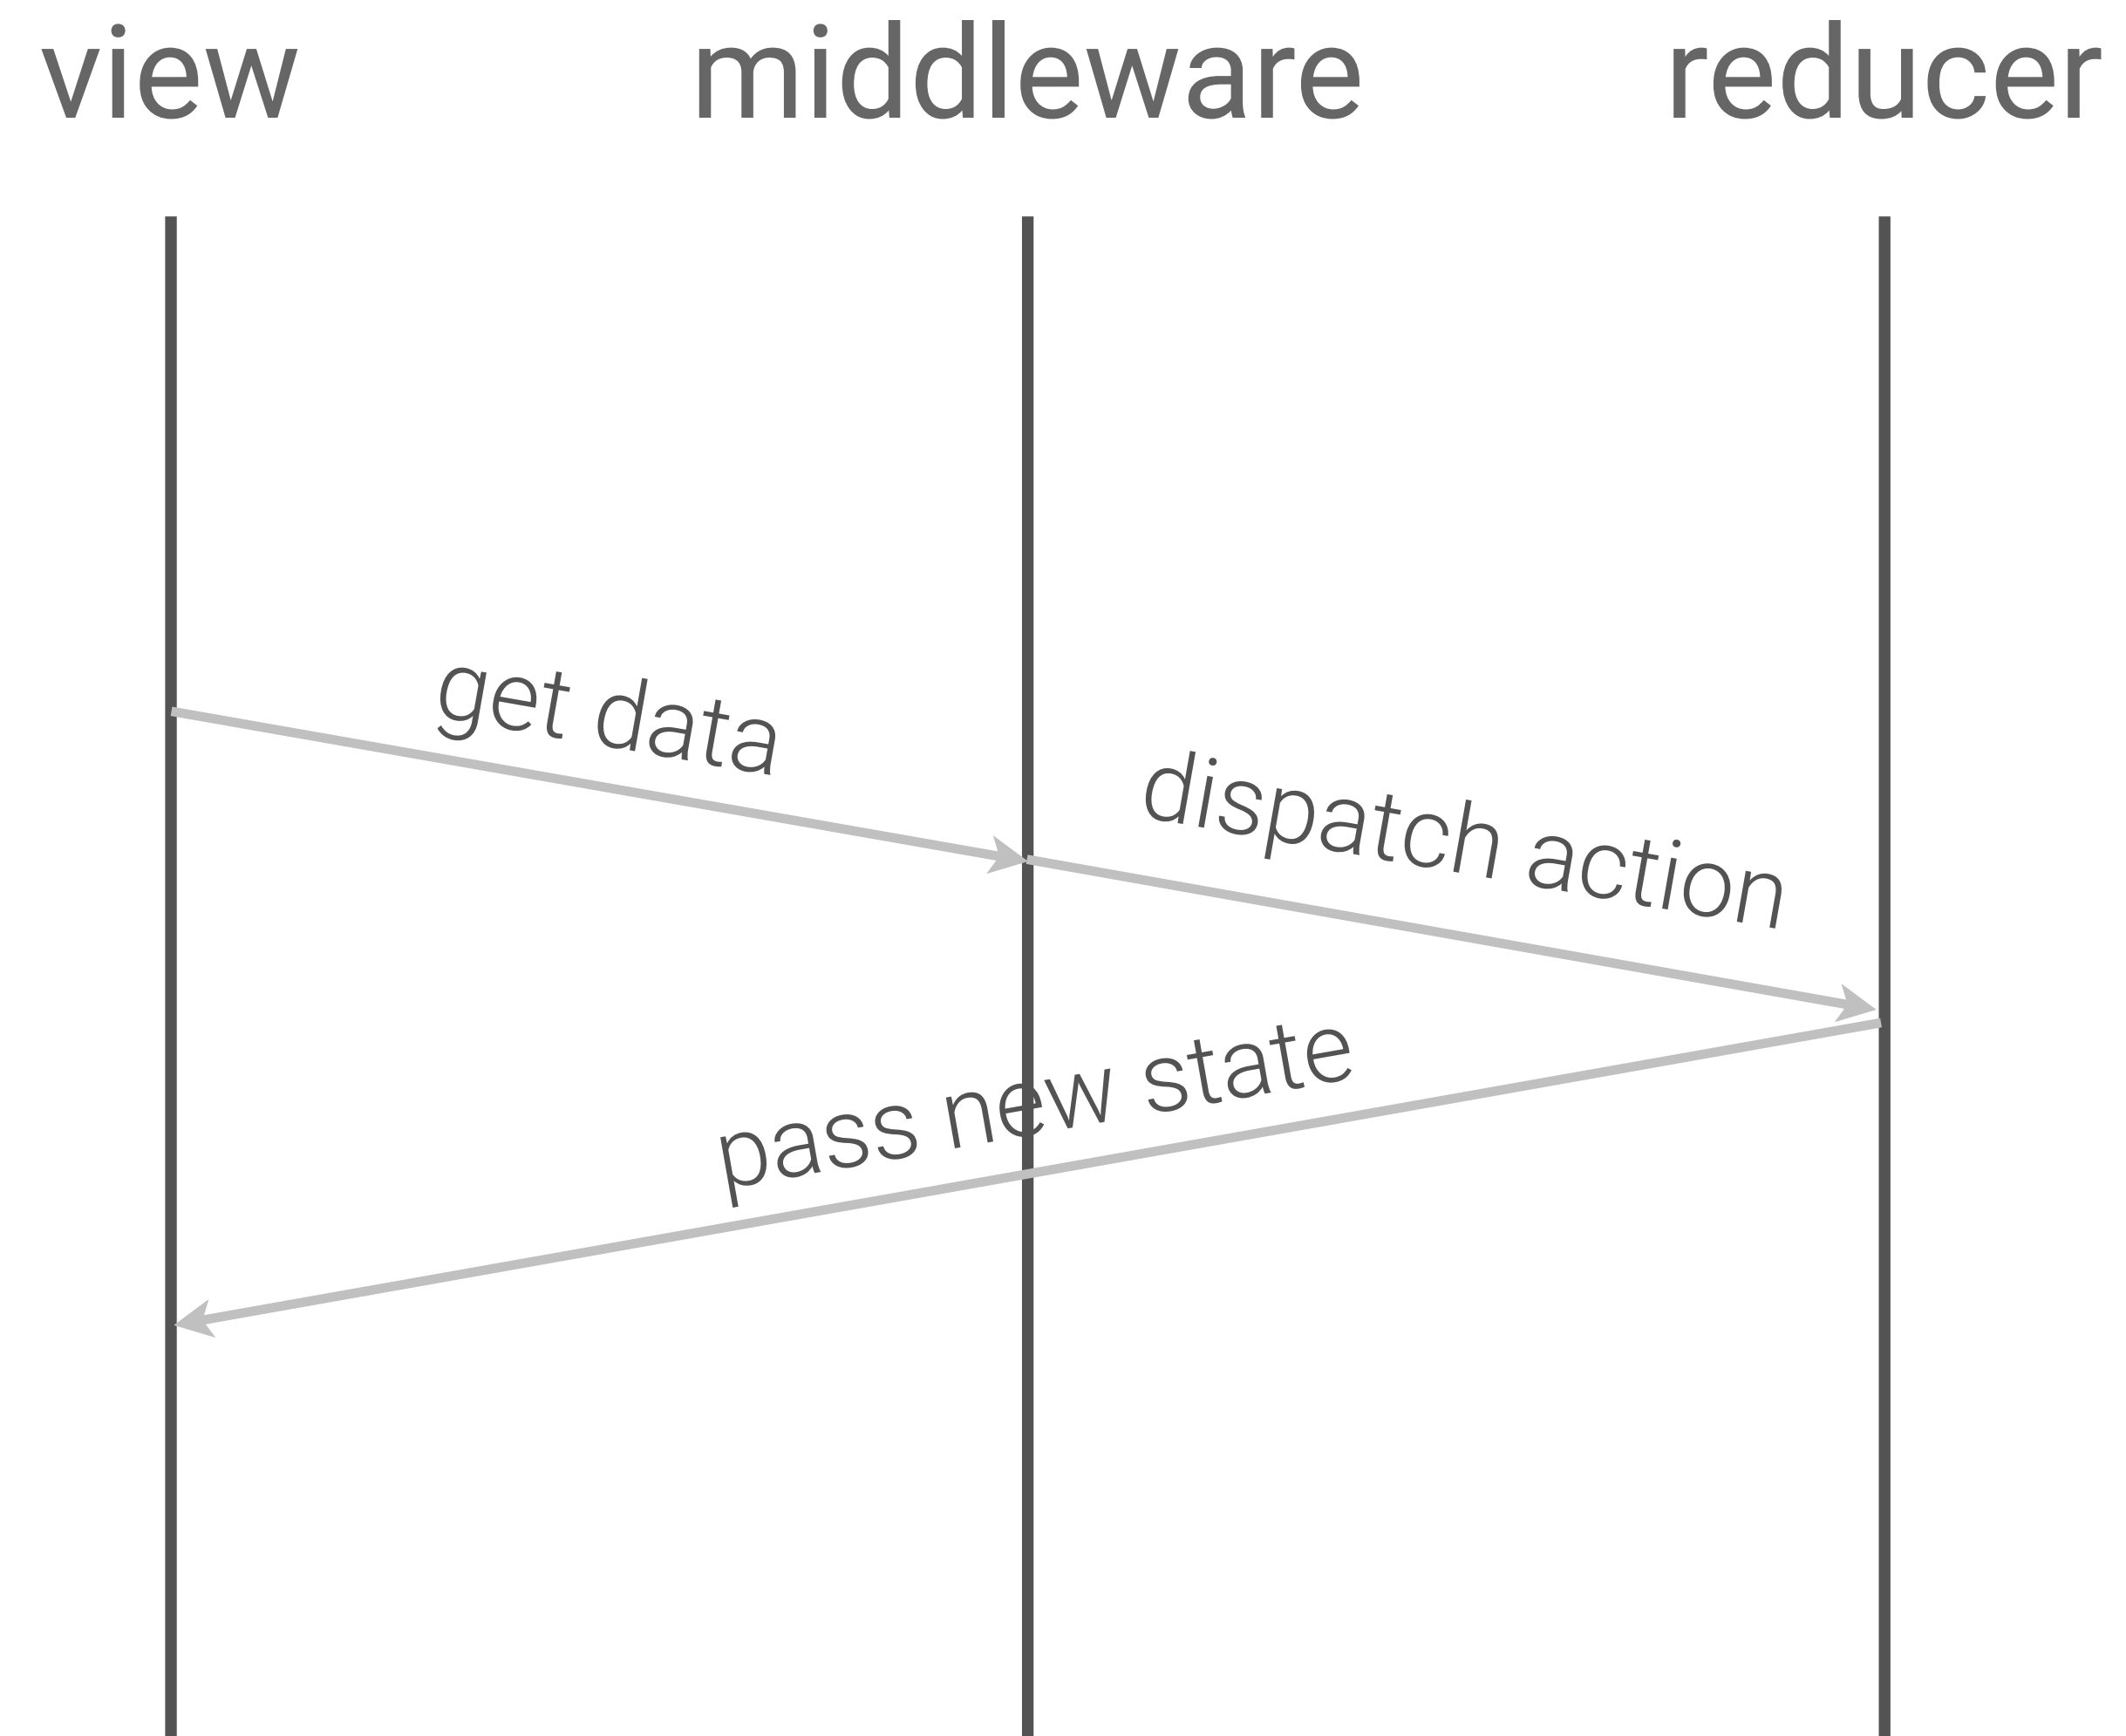 view
middleware
reducer
get data
dispatch action
pass new state